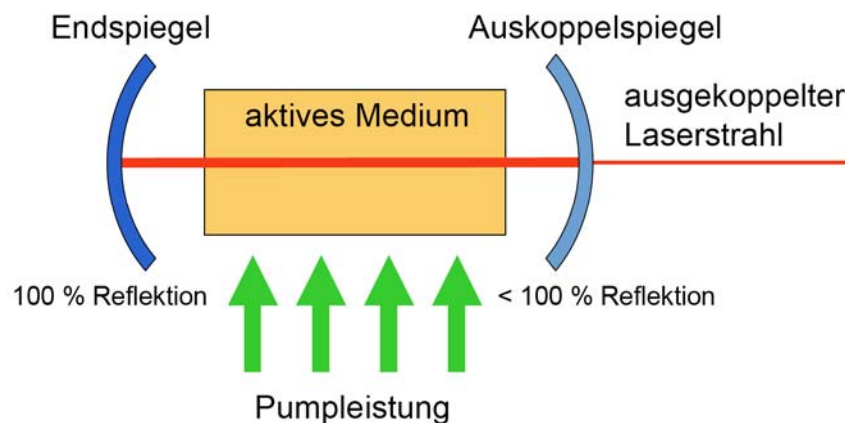 Endspiegel
Auskoppelspiegel
aktives Medium
ausgekoppelter
Laserstrahl
100 % Reflektion
< 100 % Reflektion
Pumpleistung